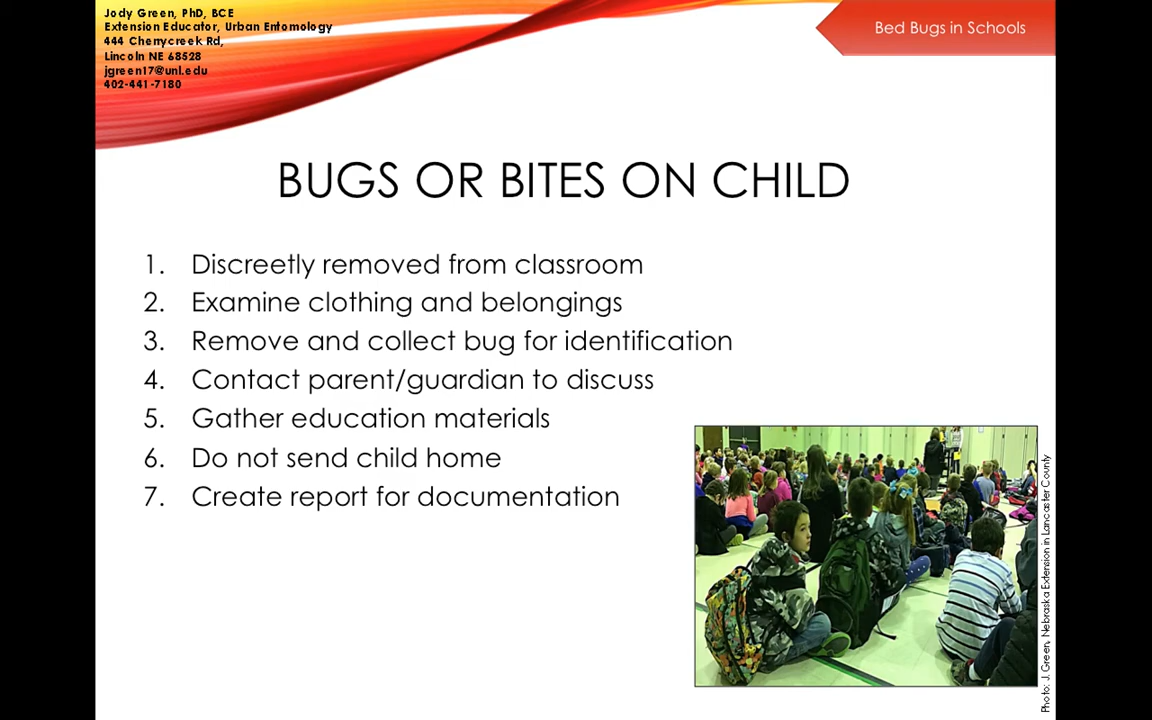 Jody Green, PhD, BCE
Extension Educator, Urban Entomology
444 Cherrycreek Rd,
Lincoln NE 68528
jgreen17@unl.edu
402-441-7180
Bed Bugs in Schools
BUGS OR BITES ON CHILD
1. Discreetly removed from classroom
2. Examine clothing and belongings
3. Remove and collect bug for identification
4. Contact parent/guardian to discuss
5. Gather education materials
6. Do not send child home
7. Create report for documentation
Photo: J. Green, Nebraska Extension in Lancaster County